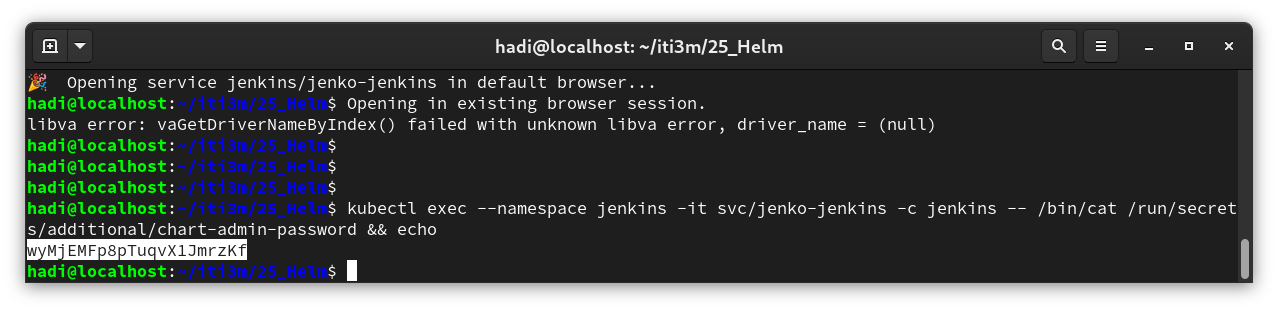 hadi@localhost: ~/iti3m/25_Helm
🎉 Opening service jenkins/jenko-jenkins in default browser...
hadi@localhost:~/iti3m/25_Helm$ Opening in existing browser session.
libva error: vaGetDriverNameByIndex() failed with unknown libva error, driver_name = (null)
hadi@localhost:~/iti3m/25_Helm$
hadi@localhost:~/iti3m/25_Helm$
hadi@localhost:~/iti3m/25_Helm$
hadi@localhost:~/iti3m/25_Helm$ kubectl exec --namespace jenkins -it svc/jenko-jenkins -c jenkins -- /bin/cat /run/secret
s/additional/chart-admin-password && echo
wyMjEMFp8pTuqvX1JmrzKf
hadi@localhost:~/iti3m/25_Helm$